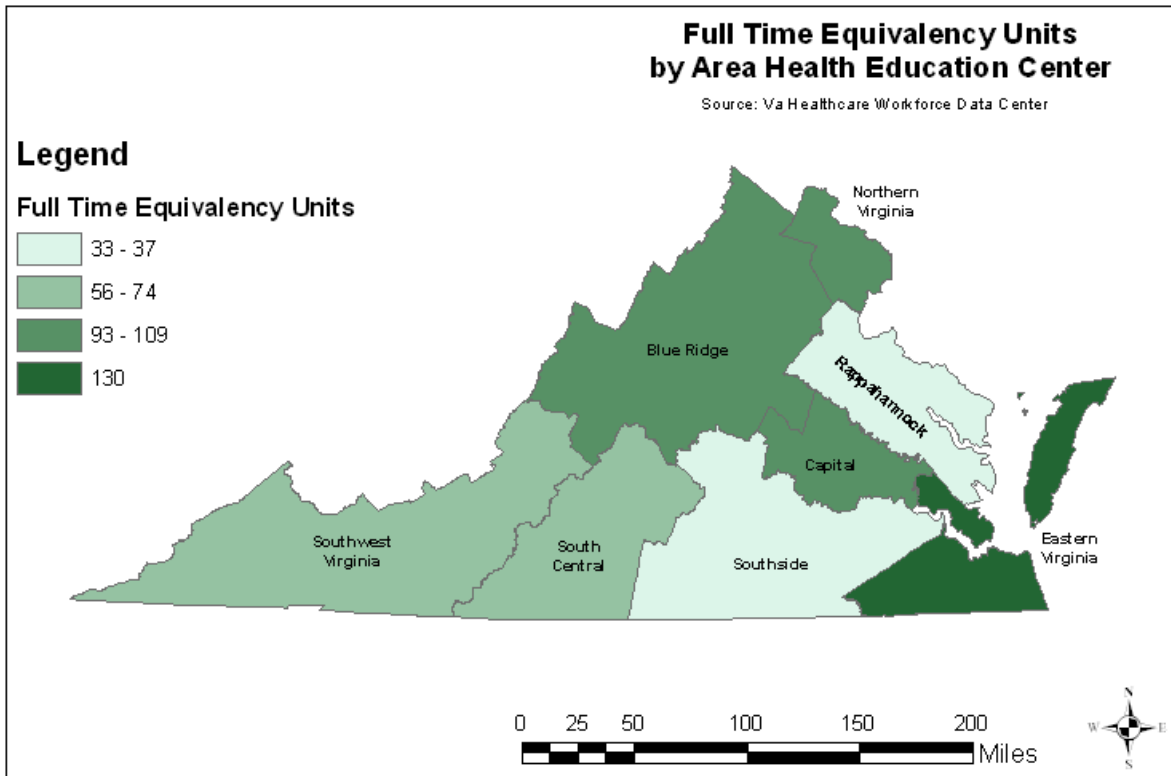 Full Time Equivalency Units
by Area Health Education Center
Source: Va Healthcare Workforce Data Center
Legend
Full Time Equivalency Units
33 - 37
56 - 74
93 - 109
130
Northern
Virginia
Blue Ridge
Rappahannock
Capital
Southwest
Virginia
South
Central
Southside
Eastern
Virginia
0 25 50 100 150 200
Miles
N
W E
S